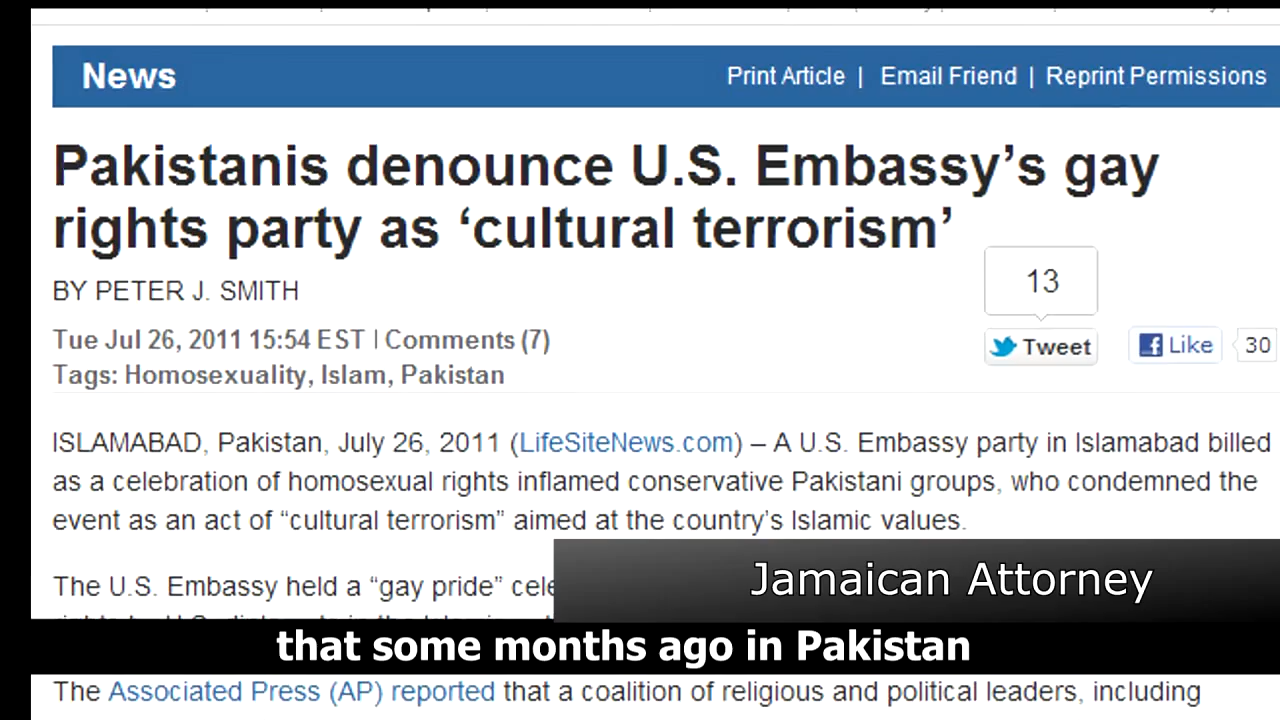 News
Print Article | Email Friend | Reprint Permissions
Pakistanis denounce U.S. Embassy's gay
rights party as 'cultural terrorism'
BY PETER J. SMITH
13
Tue Jul 26, 2011 15:54 EST | Comments (7)
Tweet
Like
30
Tags: Homosexuality, Islam, Pakistan
ISLAMABAD, Pakistan, July 26, 2011 (LifeSiteNews.com) – A U.S. Embassy party in Islamabad billed
as a celebration of homosexual rights inflamed conservative Pakistani groups, who condemned the
event as an act of “cultural terrorism” aimed at the country's Islamic values.
The U.S. Embassy held a “gay pride”
Jamaican Attorney
that some months ago in Pakistan
The Associated Press (AP) reported that a coalition of religious and political leaders, including